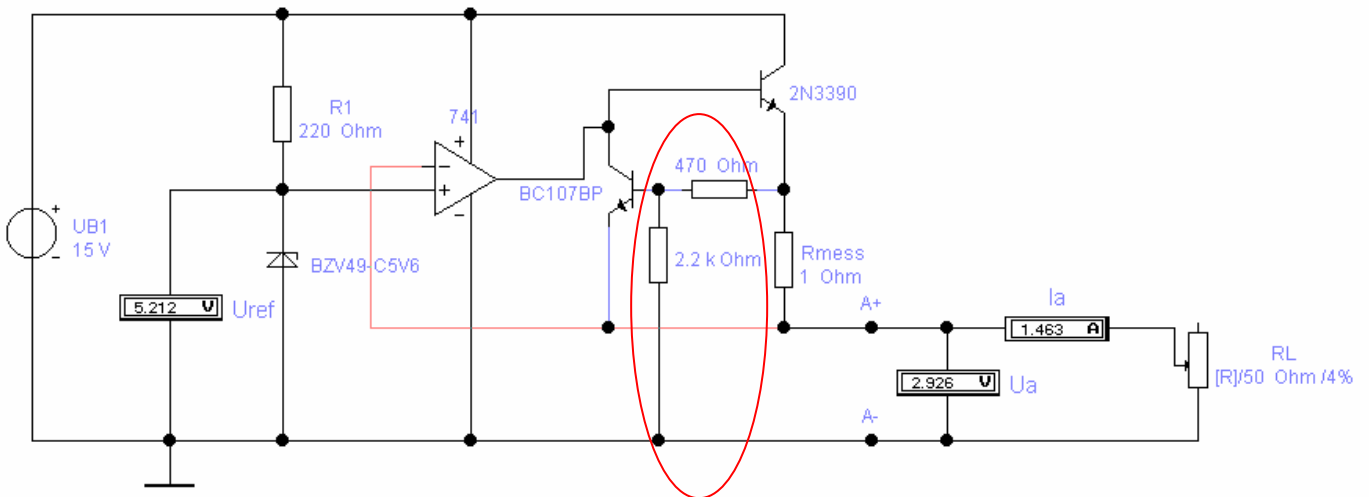 UB1
15 V
+
-
5.212 V
Uref
R1
220 Ohm
BZV49-C5V6
741
+
-
+
-
BC107BP
470 Ohm
2.2 k Ohm
2N3390
Rmess
1 Ohm
A+
A-
2.926 V
Ua
Ia
1.463 A
RL
[R]/50 Ohm /4%